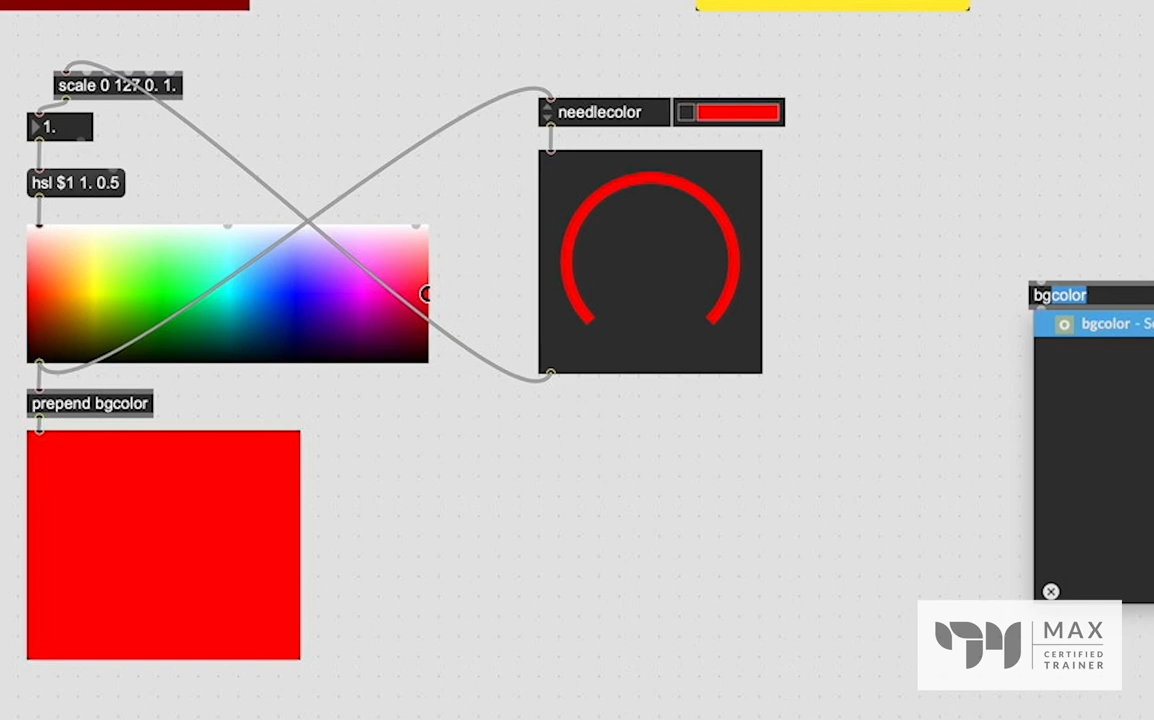 scale 0 127 0. 1.
1.
hsl $1 1. 0.5
needlecolor
bgcolor
bgcolor -
prepend bgcolor
MAX
CERTIFIED
TRAINER